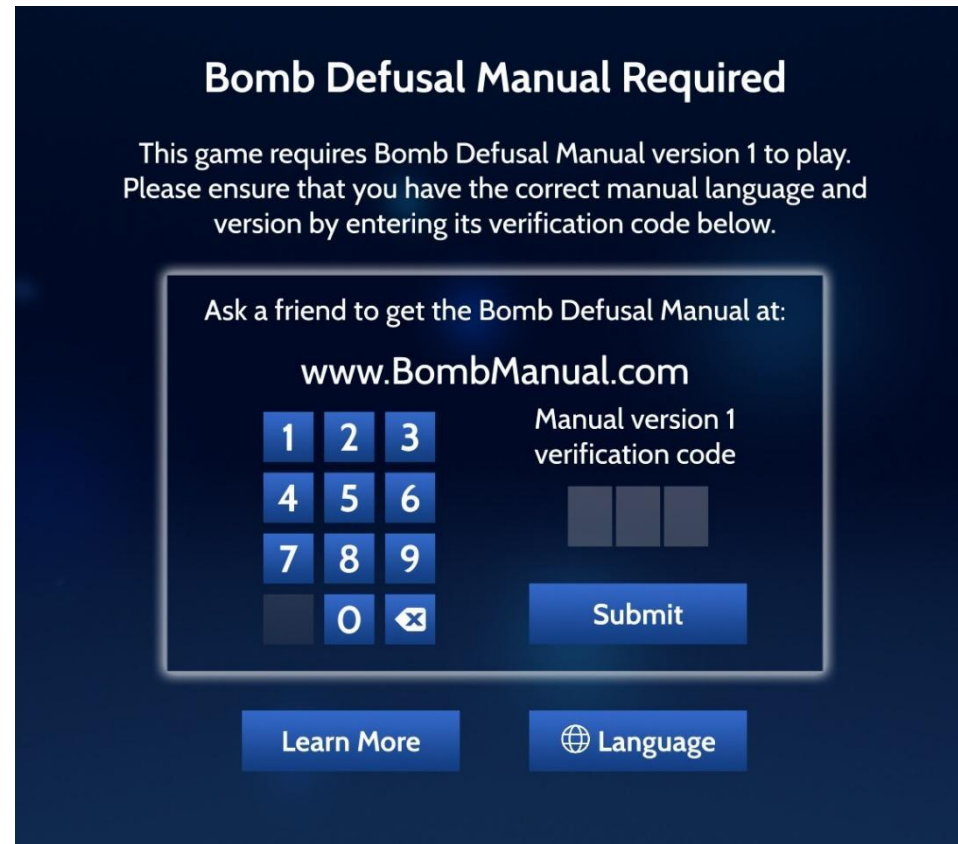 Bomb Defusal Manual Required
This game requires Bomb Defusal Manual version 1 to play.
Please ensure that you have the correct manual language and
version by entering its verification code below.
Ask a friend to get the Bomb Defusal Manual at:
www.BombManual.com
1 2 3
4 5 6
7 8 9
0
Manual version 1
verification code
Submit
Learn More
Language